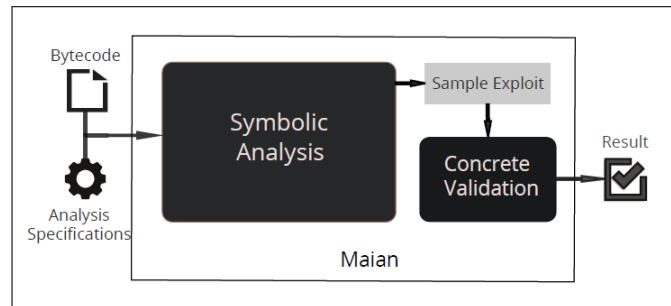 Bytecode
Analysis
Specifications
Symbolic
Analysis
Sample Exploit
Concrete
Validation
Result
Maian